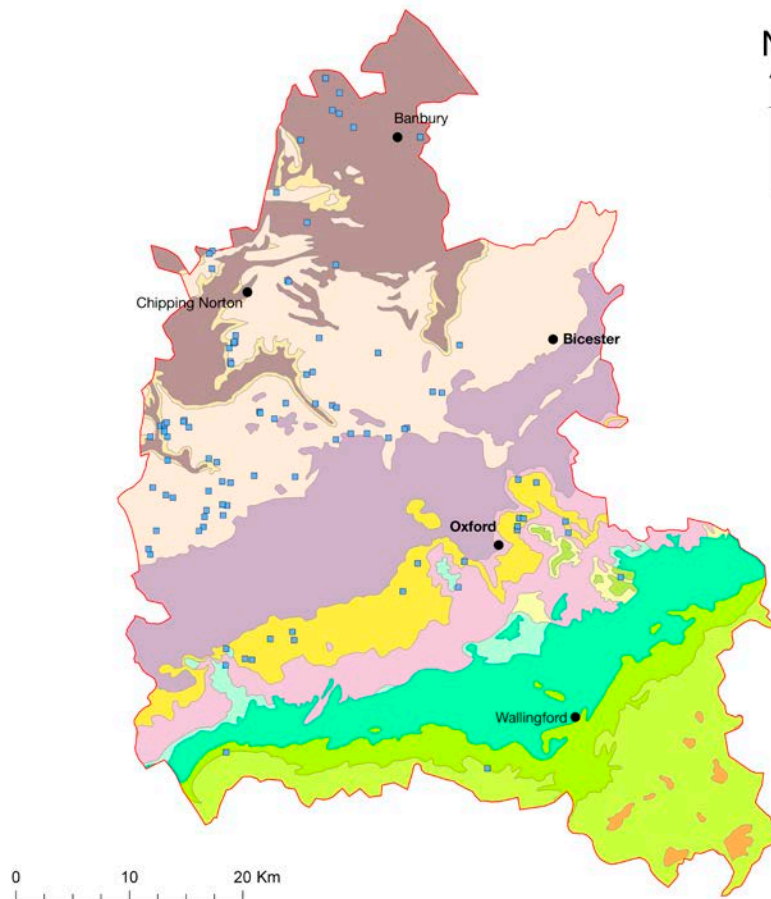 N
Banbury
Chipping Norton
Bicester
Oxford
Wallingford
0 10 20 Km